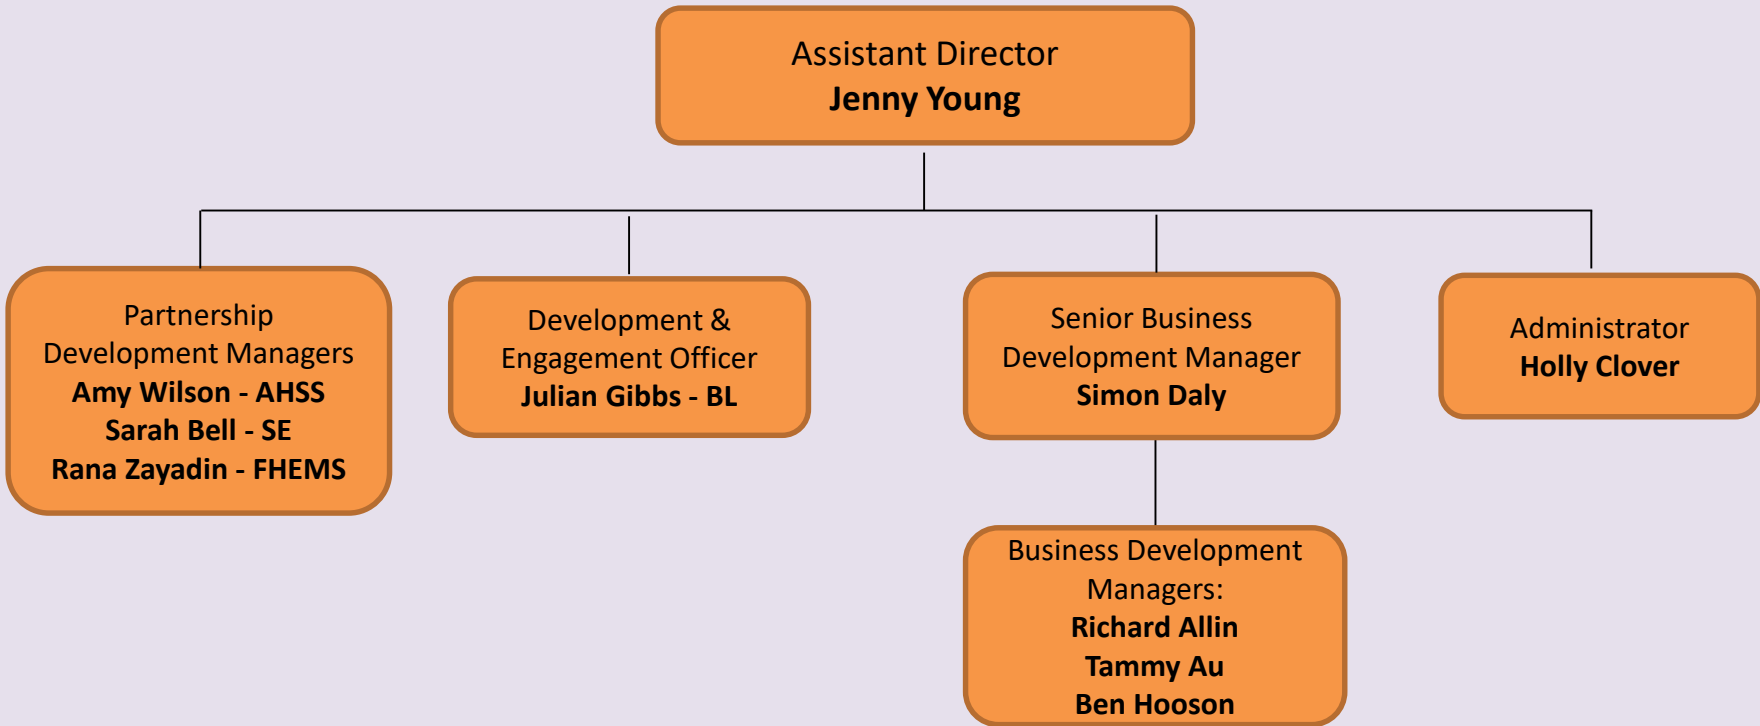 Assistant Director
Jenny Young
Partnership
Development Managers
Amy Wilson - AHSS
Sarah Bell - SE
Rana Zayadin - FHEMS
Development &
Engagement Officer
Julian Gibbs - BL
Senior Business
Development Manager
Simon Daly
Administrator
Holly Clover
Business Development
Managers:
Richard Allin
Tammy Au
Ben Hooson